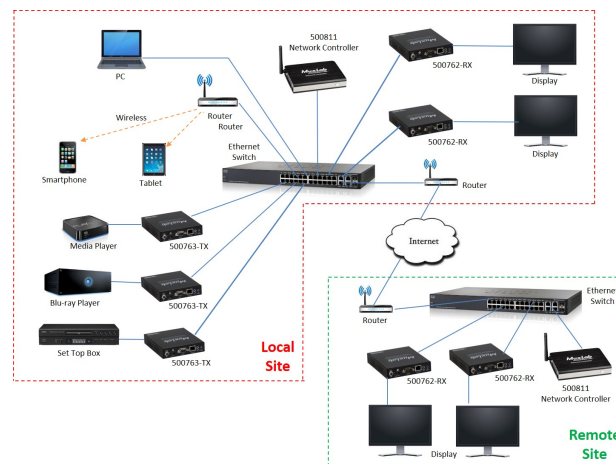 500811
Network Controller
500762-RX
Display
PC
Router
Router
Wireless
500762-RX
Display
Ethernet
Switch
Smartphone
Tablet
Router
Media Player
500763-TX
Internet
Blu-ray Player
500763-TX
Ethernet
Switch
Router
Set Top Box
500763-TX
Local
Site
500762-RX
500762-RX
500811
Network Controller
Display
Remote
Site
MuxLab